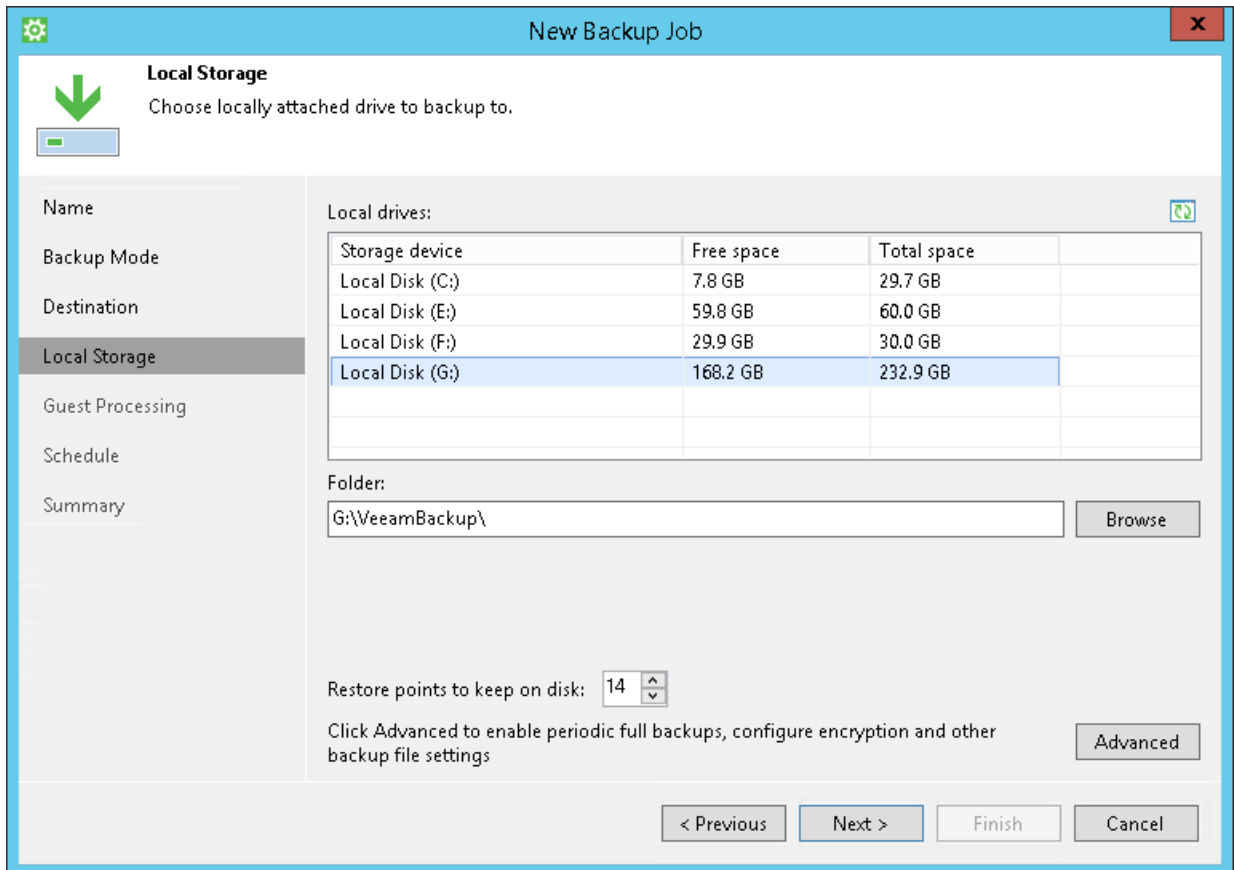 New Backup Job
x
Local Storage
Choose locally attached drive to backup to.
Name
Backup Mode
Destination
Local Storage
Guest Processing
Schedule
Summary
Local drives:
Storage device Free space Total space
Local Disk (C:) 7.8 GB 29.7 GB
Local Disk (E:) 59.8 GB 60.0 GB
Local Disk (F:) 29.9 GB 30.0 GB
Local Disk (G:) 168.2 GB 232.9 GB
Folder:
G:\VeeamBackup\ Browse
Restore points to keep on disk: 14
Click Advanced to enable periodic full backups, configure encryption and other
backup file settings
Advanced
< Previous Next > Finish Cancel